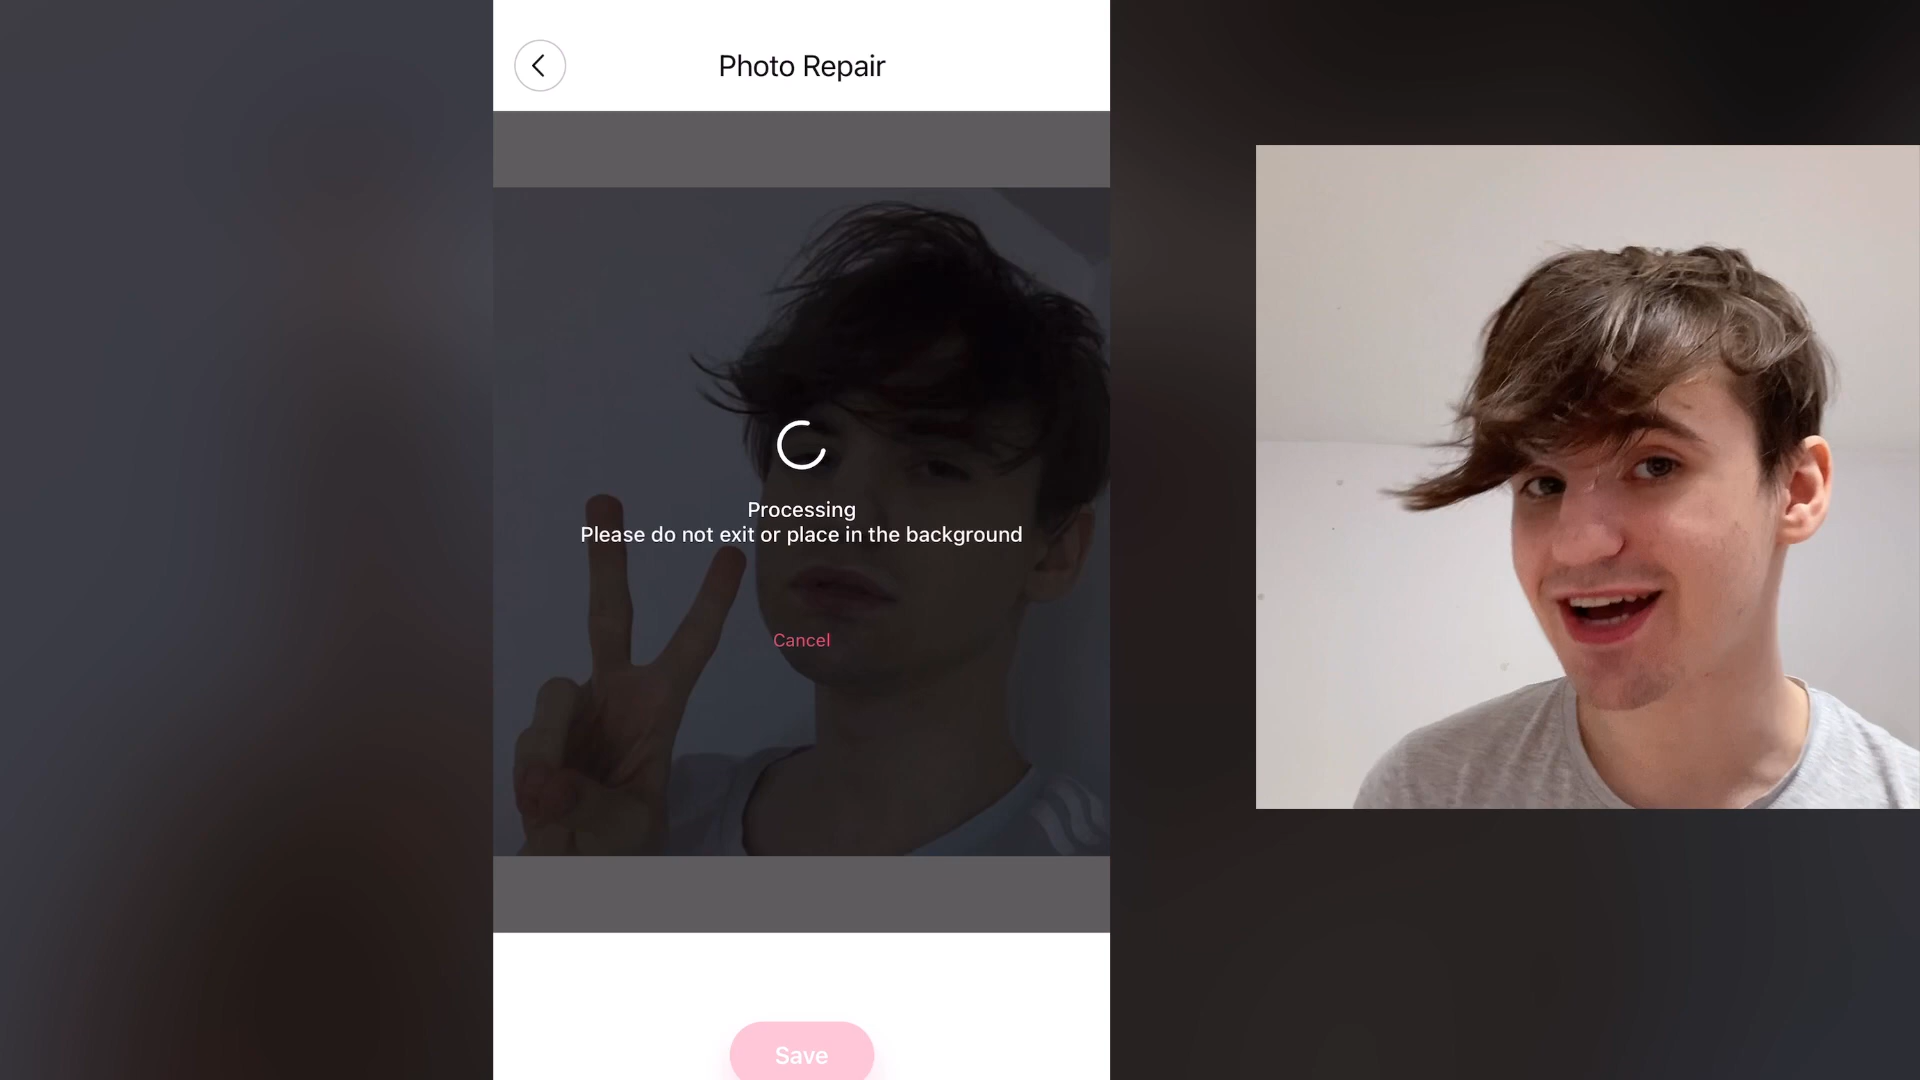 Photo Repair
Processing
Please do not exit or place in the background
Cancel
Save